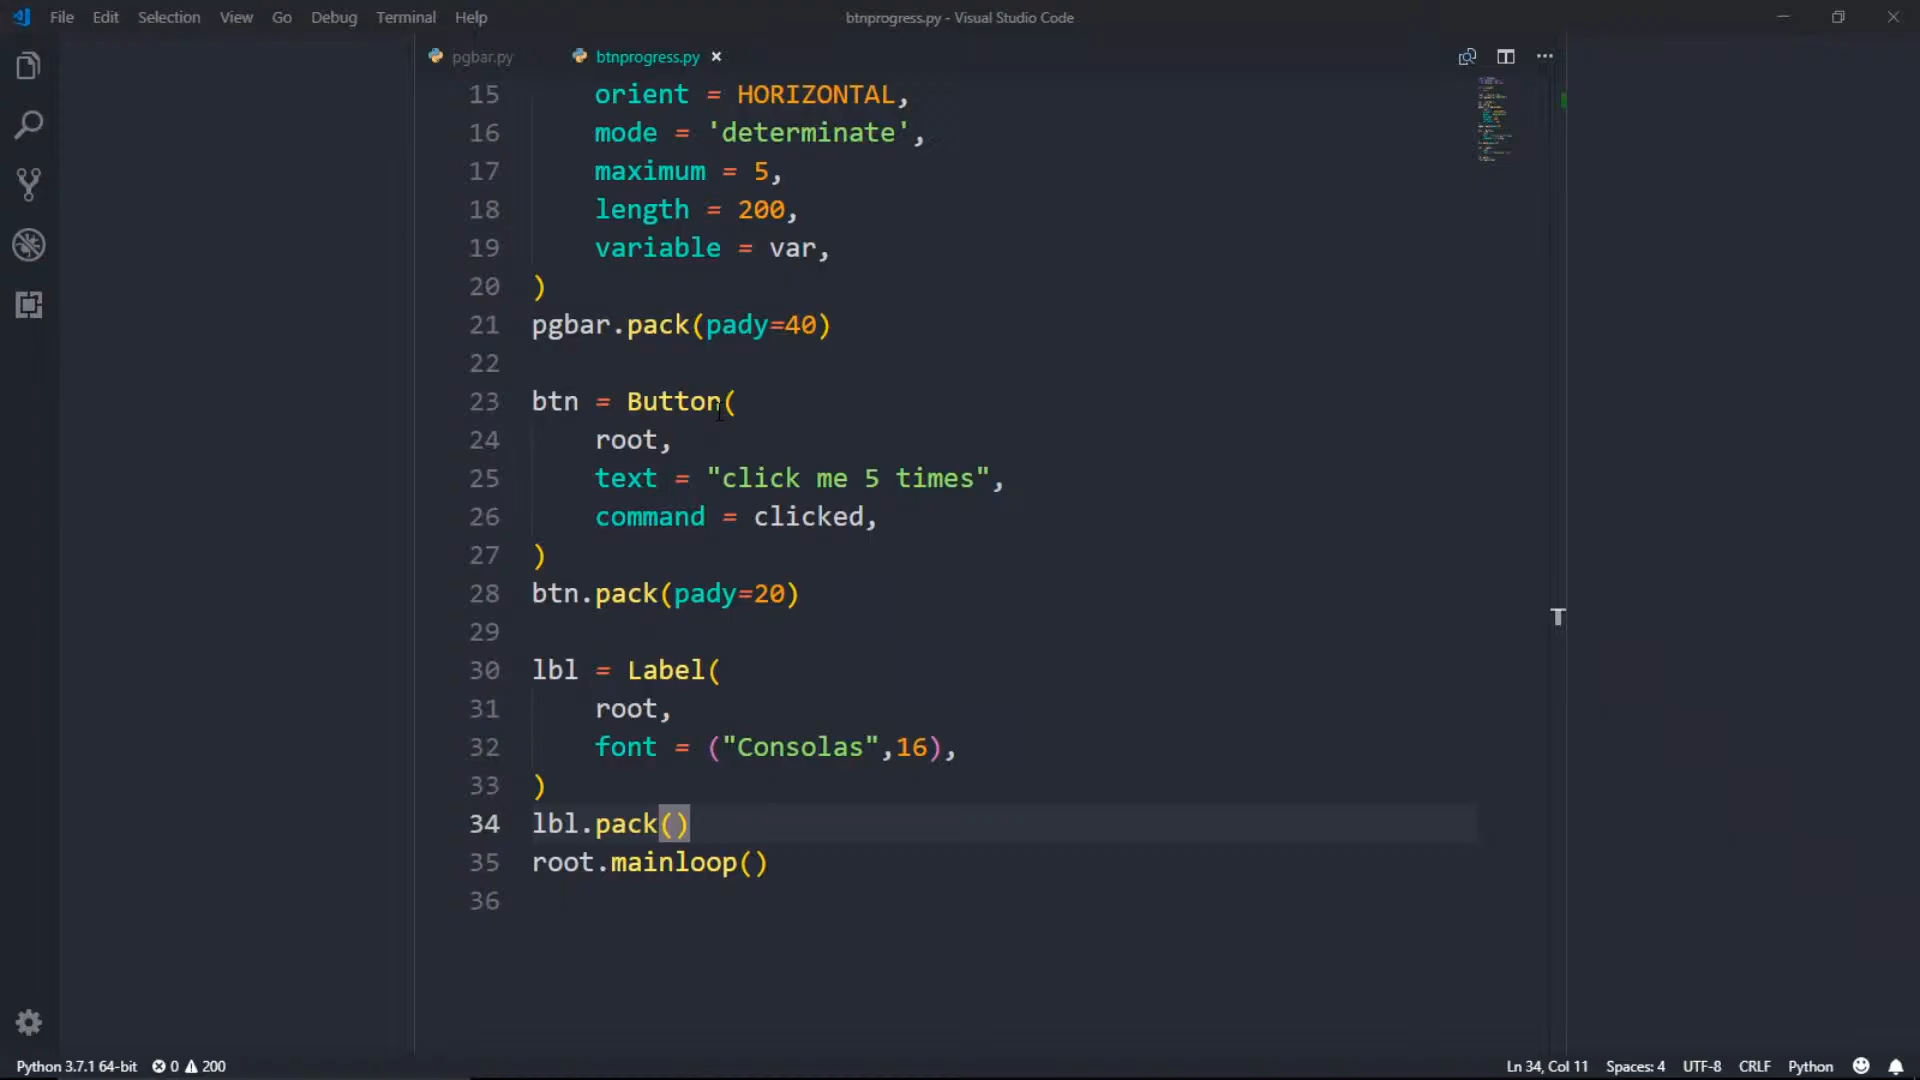 File Edit Selection View Go Debug Terminal Help btnprogress.py - Visual Studio Code
pgbar.py btnprogress.py
15 orient = HORIZONTAL,
16 mode = 'determinate',
17 maximum = 5,
18 length = 200,
19 variable = var,
20 )
21 pgbar.pack(pady=40)
22
23 btn = Button(
24 root,
25 text = "click me 5 times",
26 command = clicked,
27 )
28 btn.pack(pady=20)
29
30 lbl = Label(
31 root,
32 font = ("Consolas",16),
33 )
34 lbl.pack()
35 root.mainloop()
36
Python 3.7.1 64-bit 0 200 Ln 34, Col 11 Spaces: 4 UTF-8 CRLF Python